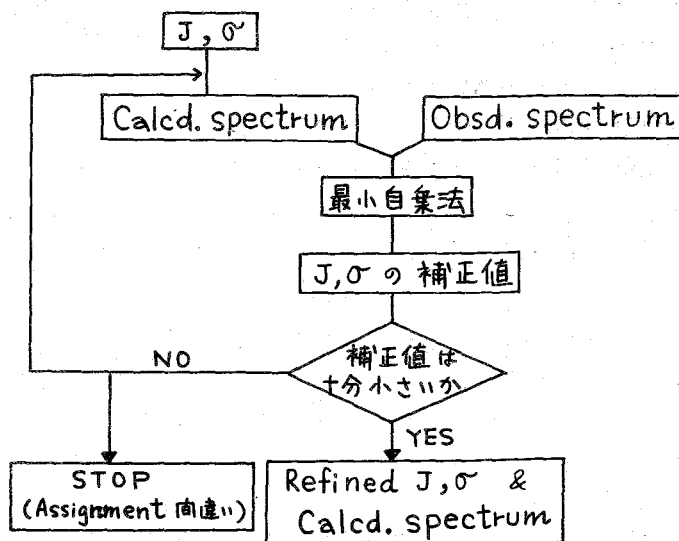 J, σ
Calcd. spectrum
Obsd. spectrum
最小自乗法
J, σ の 補正値
補正値は
十分小さいか
NO
YES
STOP
(Assignment 間違い)
Refined J, σ &
Calcd. spectrum